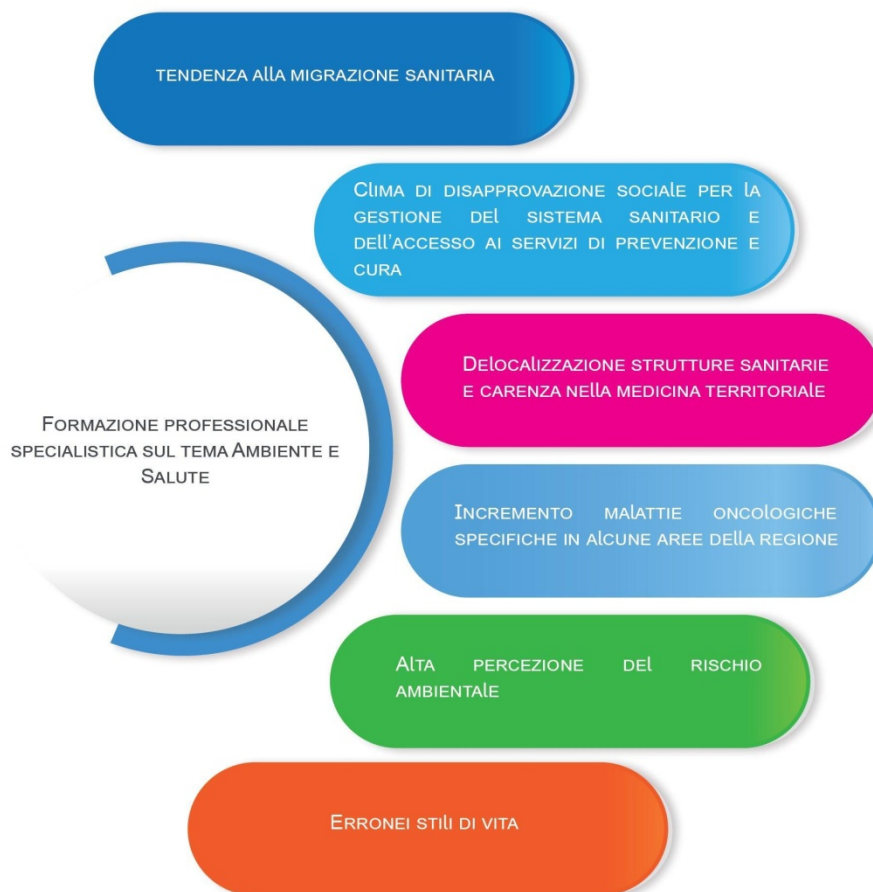 TENDENZA AllA MIGRAZIONE SANITARIA
ClIMA DI DISAPPROVAZIONE SOCIALE PER lA
GESTIONE DEl SISTEMA SANITARIO E
DEll'ACCESSO AI SERVIZI DI PREVENZIONE E
CURA
DElOCAlIZZAZIONE STRUTTURE SANITARIE
E CARENZA NEllA MEDICINA TERRITORIAlE
FORMAZIONE PROFESSIONALE
SPECIALISTICA SUL TEMA AMBIENTE E
SALUTE
INCREMENTO MAlATTIE ONCOlOGICHE
SPECIFICHE IN AlCUNE AREE DEllA REGIONE
AlTA PERCEZIONE DEl RISCHIO
AMBIENTAlE
ERRONEI STIlI DI VITA